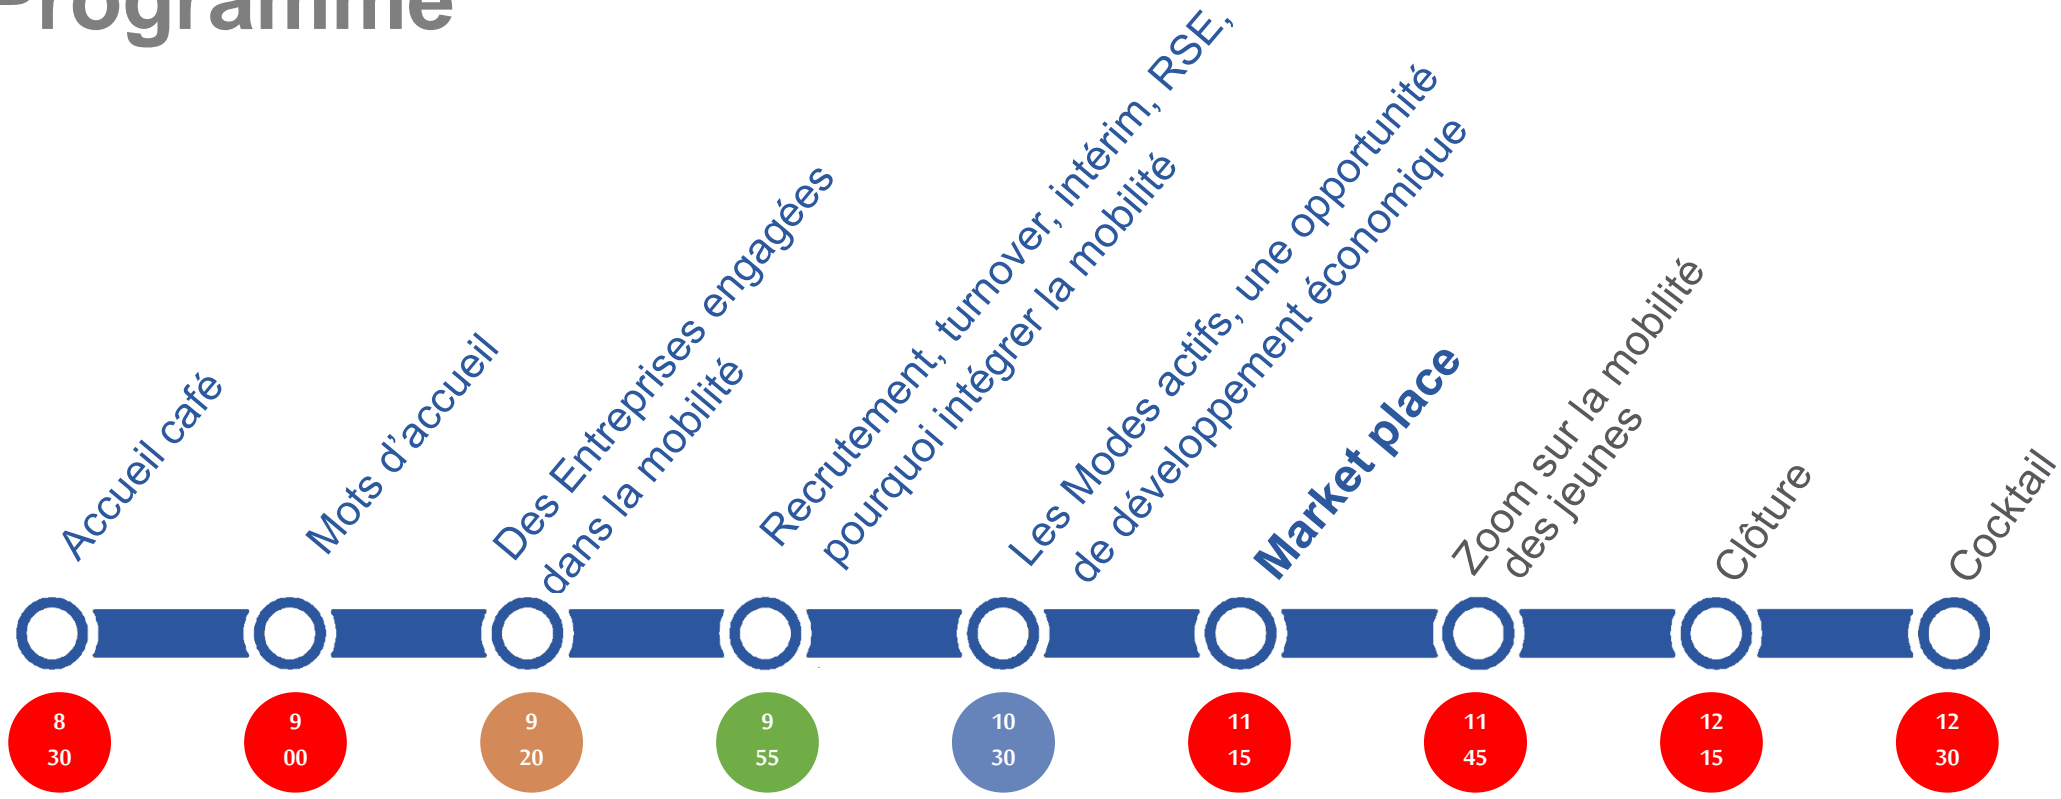 Programme
Accueil café
Mots d'accueil
Des Entreprises engagées
dans la mobilité
Recrutement, turnover, intérim, RSE,
pourquoi intégrer la mobilité
Les Modes actifs, une opportunité
de développement économique
Market place
Zoom sur la mobilité
des jeunes
Clôture
Cocktail
8
30
9
00
9
20
9
55
10
30
11
15
11
45
12
15
12
30